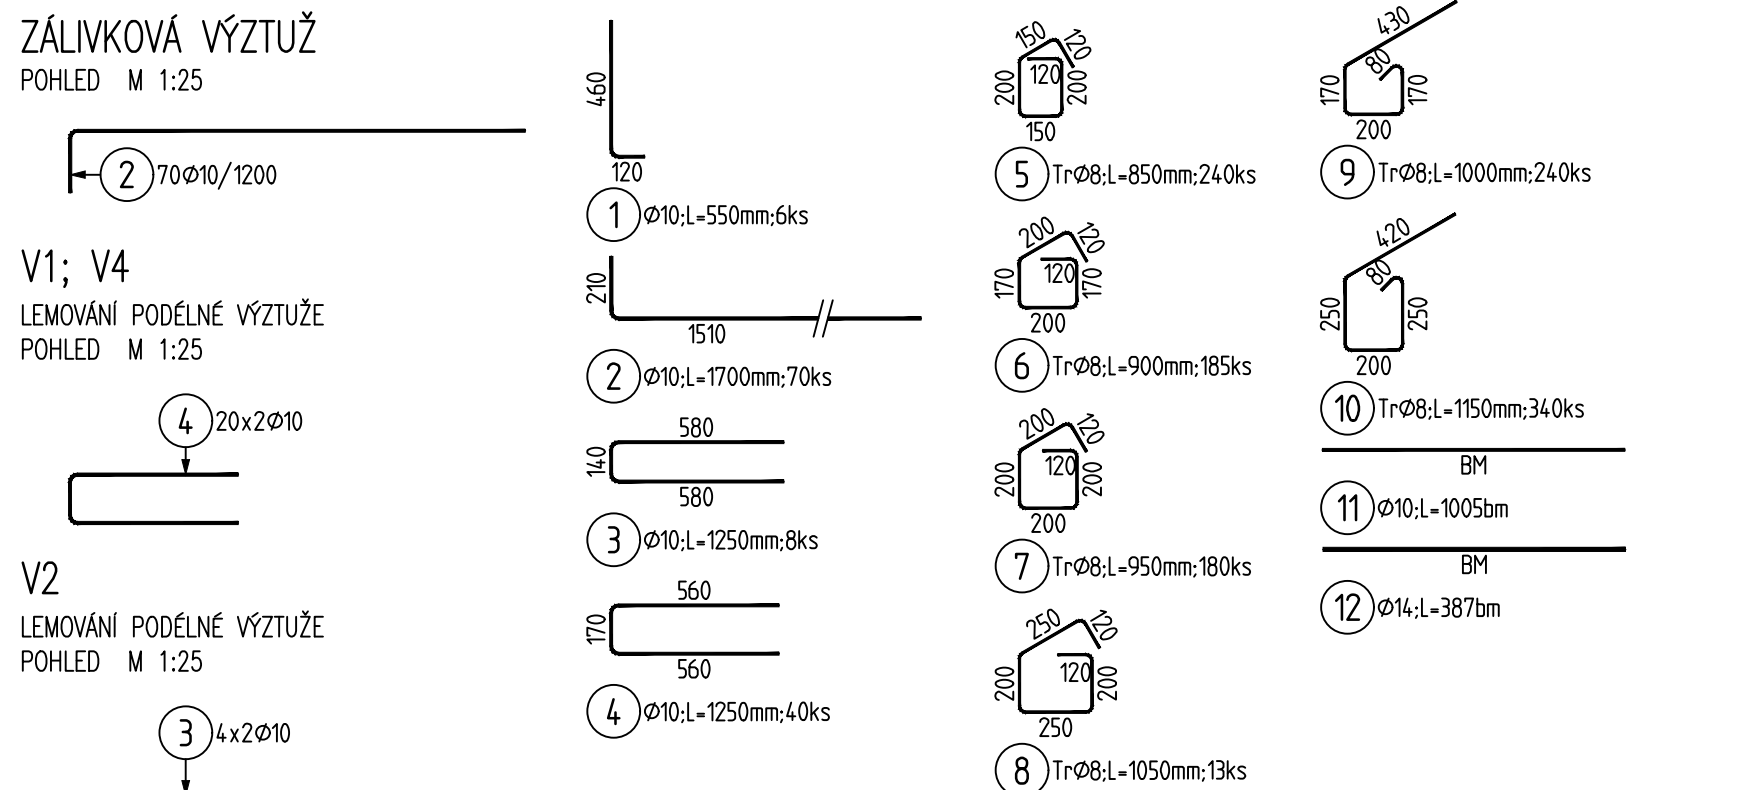 ZÁLIVKOVÁ VÝZTUŽ
POHLED M 1:25
2 70Ø10/1200
V1; V4
LEMOVÁNÍ PODÉLNÉ VÝZTUŽE
POHLED M 1:25
4 20x2Ø10
V2
LEMOVÁNÍ PODÉLNÉ VÝZTUŽE
POHLED M 1:25
3 4x2Ø10
460
120
1 Ø10;L=550mm;6ks
210
1510
2 Ø10;L=1700mm;70ks
580
140
580
3 Ø10;L=1250mm;8ks
560
170
560
4 Ø10;L=1250mm;40ks
150
120
200
120
200
150
5 TrØ8;L=850mm;240ks
200
120
170
120
170
200
6 TrØ8;L=900mm;185ks
200
120
200
120
200
200
7 TrØ8;L=950mm;180ks
250
120
200
120
200
250
8 TrØ8;L=1050mm;13ks
430
80
170
170
200
9 TrØ8;L=1000mm;240ks
420
80
250
250
200
10 TrØ8;L=1150mm;340ks
BM
11 Ø10;L=1005bm
BM
12 Ø14;L=387bm